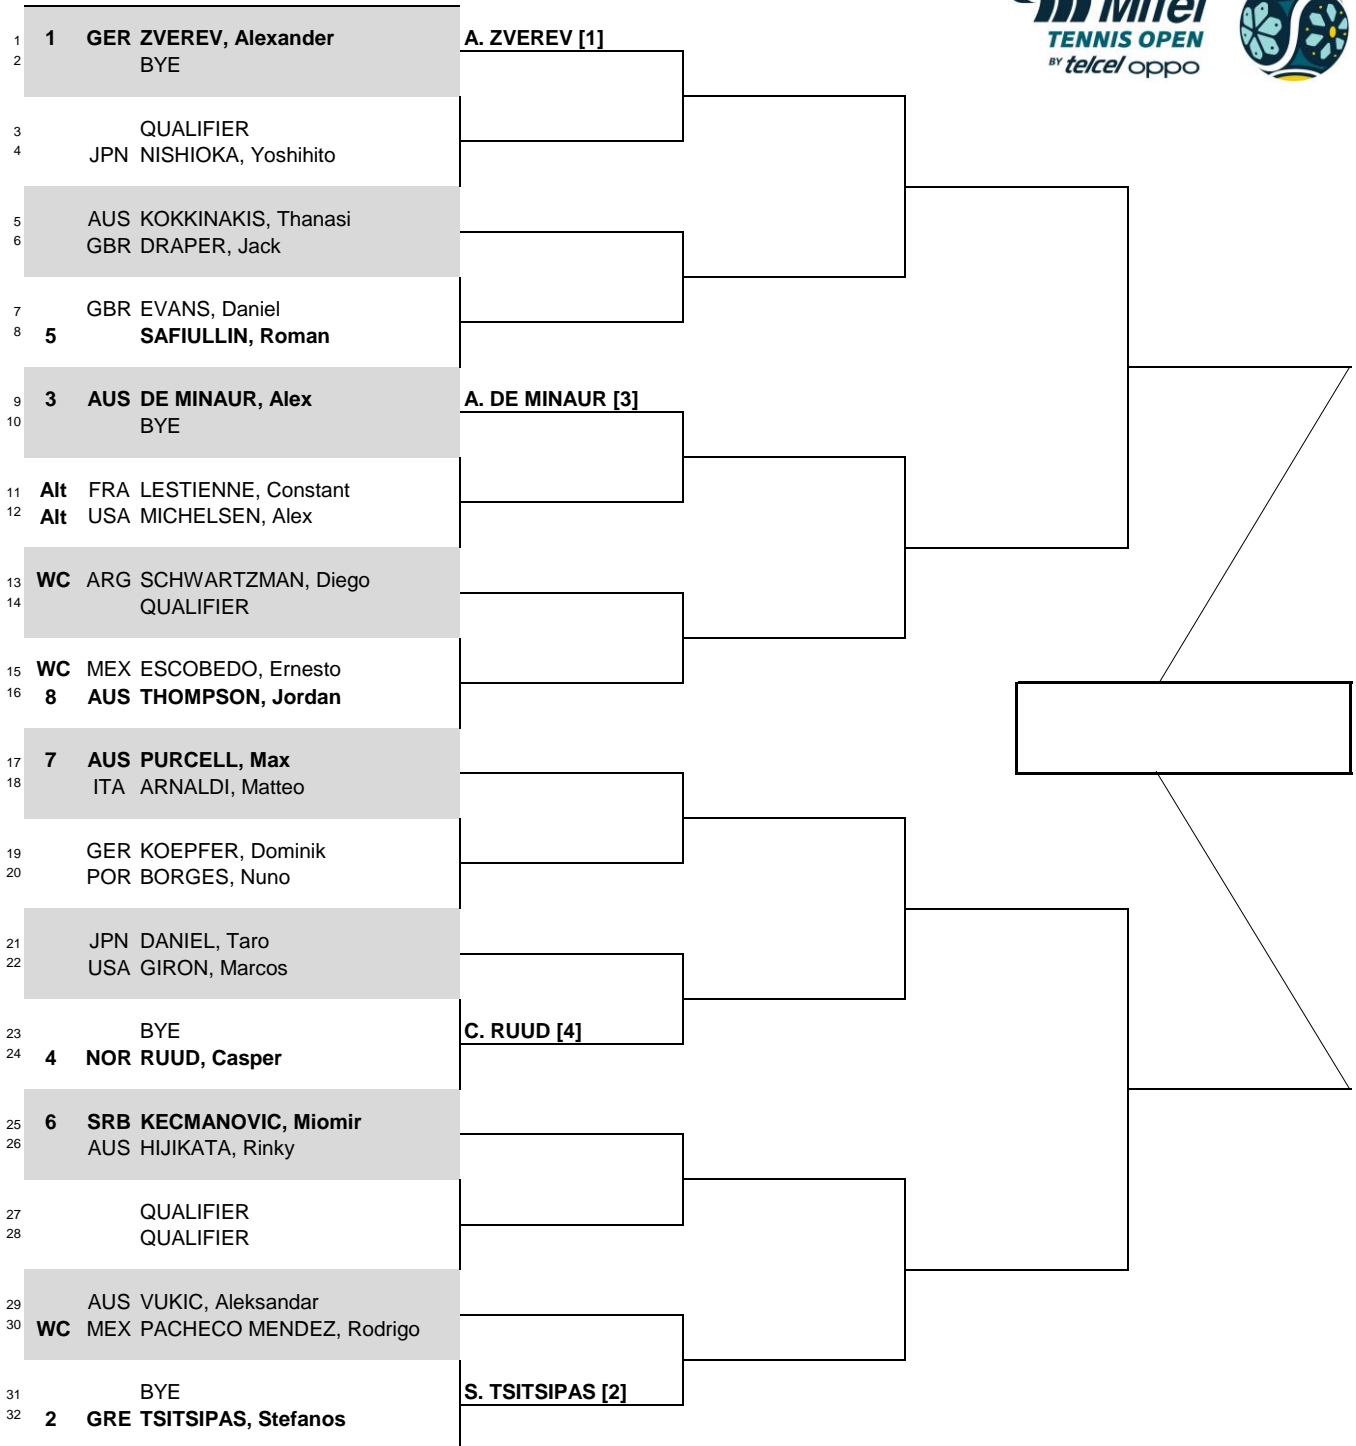 Mifel
TENNIS OPEN
BY telcel oppo
1 1 GER ZVEREV, Alexander A. ZVEREV [1]
2 BYE
3 QUALIFIER
4 JPN NISHIOKA, Yoshihito
5 AUS KOKKINAKIS, Thanasi
6 GBR DRAPER, Jack
7 GBR EVANS, Daniel
8 5 SAFIULLIN, Roman
9 3 AUS DE MINAUR, Alex A. DE MINAUR [3]
10 BYE
11 Alt FRA LESTIENNE, Constant
12 Alt USA MICHELSEN, Alex
13 WC ARG SCHWARTZMAN, Diego
14 QUALIFIER
15 WC MEX ESCOBEDO, Ernesto
16 8 AUS THOMPSON, Jordan
17 7 AUS PURCELL, Max
18 ITA ARNALDI, Matteo
19 GER KOEPFER, Dominik
20 POR BORGES, Nuno
21 JPN DANIEL, Taro
22 USA GIRON, Marcos
23 BYE C. RUUD [4]
24 4 NOR RUUD, Casper
25 6 SRB KECMANOVIC, Miomir
26 AUS HIJIKATA, Rinky
27 QUALIFIER
28 QUALIFIER
29 AUS VUKIC, Aleksandar
30 WC MEX PACHECO MENDEZ, Rodrigo
31 BYE S. TSITSIPAS [2]
32 2 GRE TSITSIPAS, Stefanos